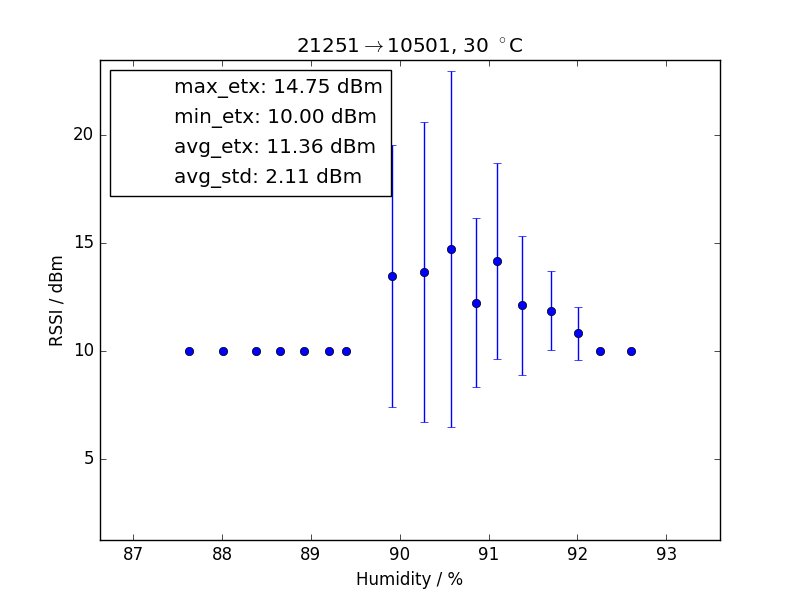 21251→10501, 30 °C
max_etx: 14.75 dBm
min_etx: 10.00 dBm
avg_etx: 11.36 dBm
avg_std: 2.11 dBm
RSSI / dBm
20
15
10
5
87 88 89 90 91 92 93
Humidity / %